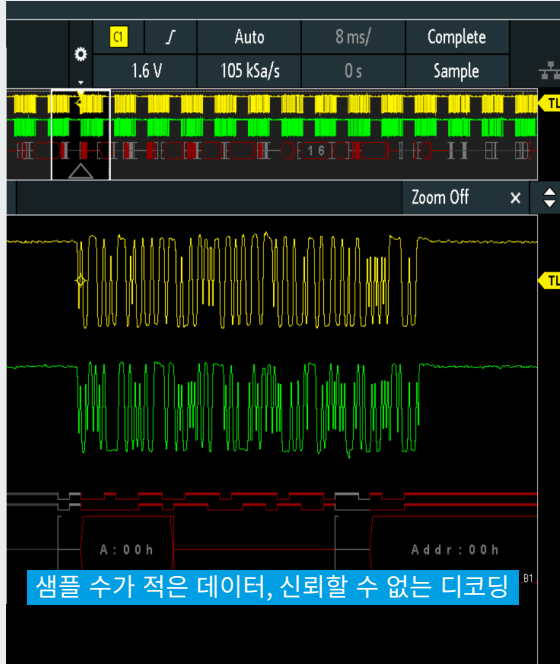 C1 Auto 8 ms/ Complete
1.6 V 105 kSa/s 0 s Sample
TL
16
Zoom Off ×
TL
A:00h Addr:00h
B1
샘플 수가 적은 데이터, 신뢰할 수 없는 디코딩